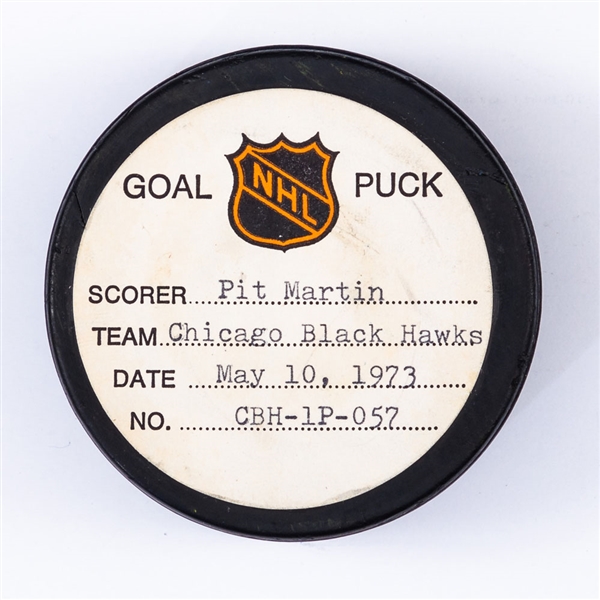 GOAL NHL PUCK
SCORER....Pit Martin..............
TEAM.Chicago Black Hawks
DATE ....May 10, 1973......
NO. ........CBH-1P-057......